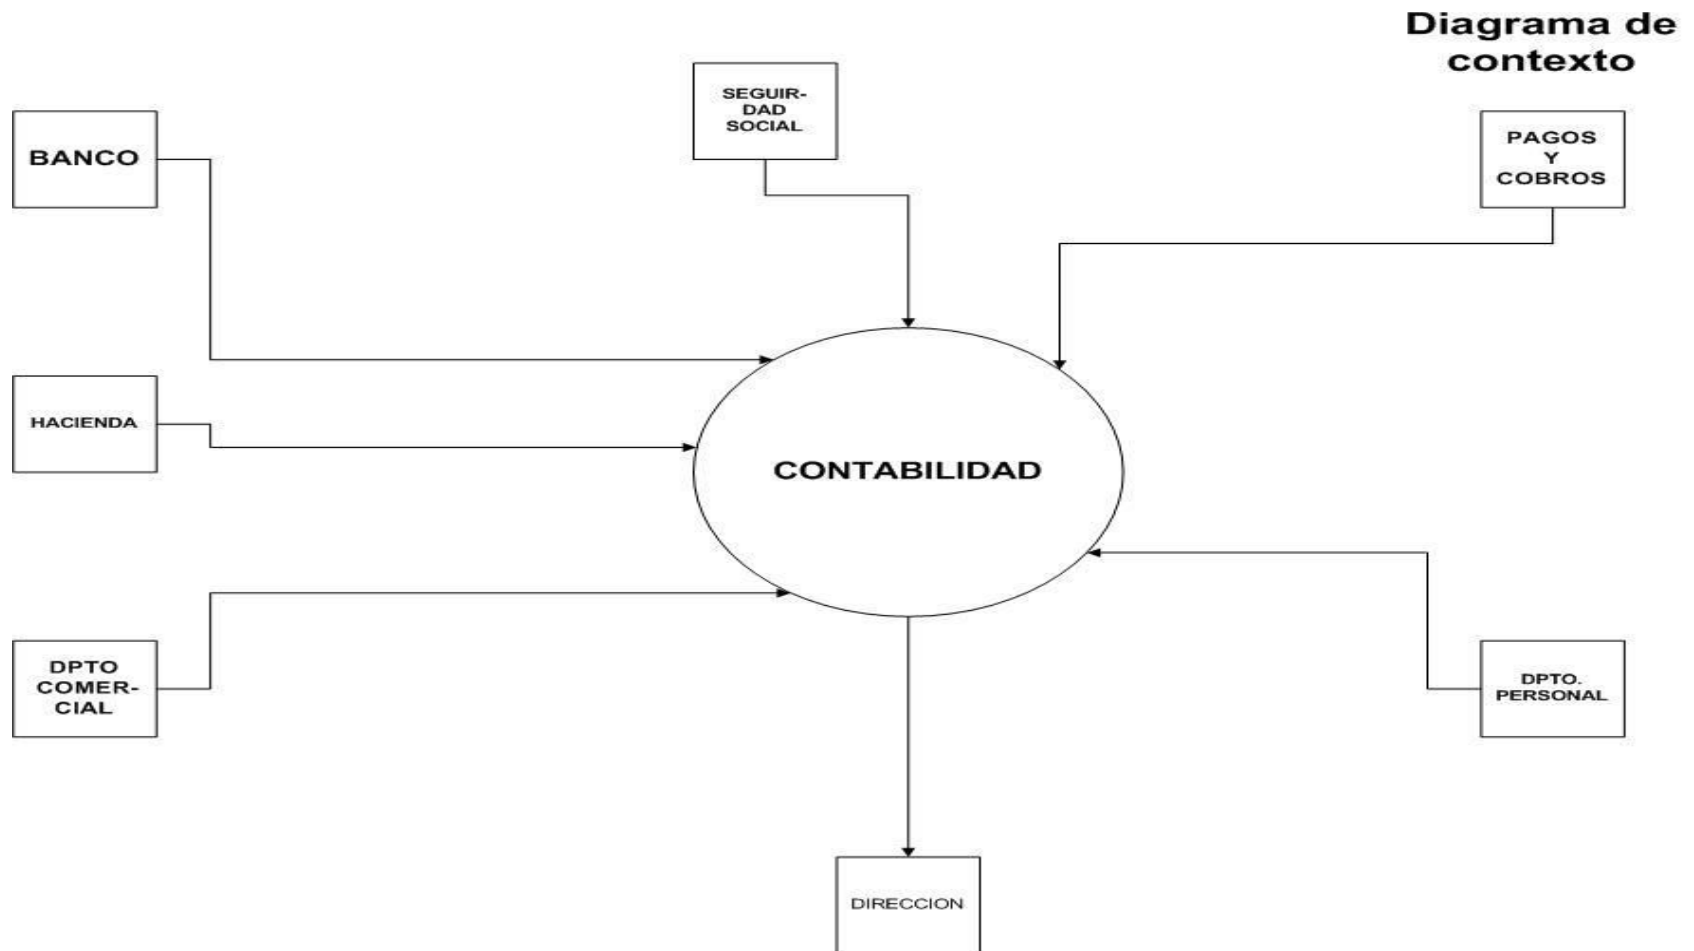 Diagrama de
contexto
SEGUIR-
DAD
SOCIAL
BANCO
PAGOS
Y
COBROS
HACIENDA
CONTABILIDAD
DPTO
COMER-
CIAL
DPTO.
PERSONAL
DIRECCION